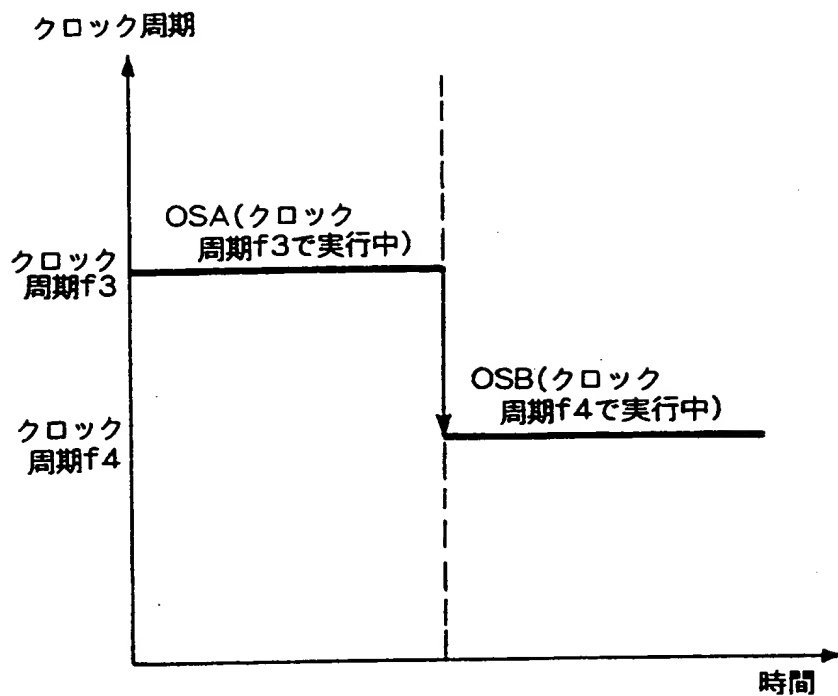 クロック周期
OSA(クロック
周期f3で実行中)
クロック
周期f3
OSB(クロック
周期f4で実行中)
クロック
周期f4
時間